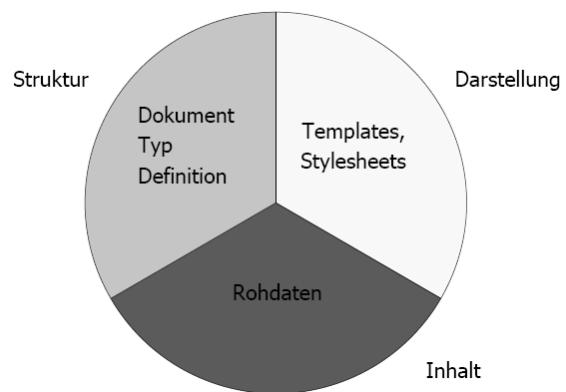 Struktur
Darstellung
Dokument
Typ
Definition
Templates,
Stylesheets
Rohdaten
Inhalt